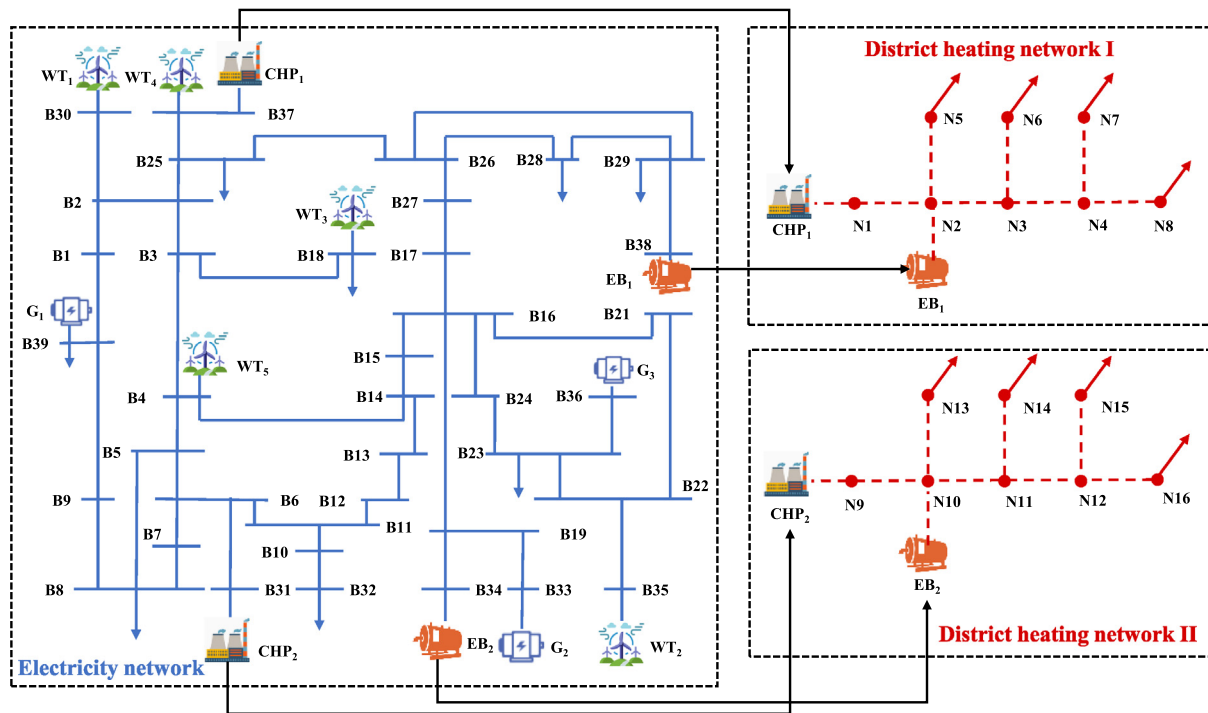 WT₁
WT₄
CHP₁
B30
B37
B25
B26
B28
B29
B2
WT₃
B27
B1
B3
B18
B17
B38
EB₁
G₁
B39
B16
B21
WT₅
B15
G₃
B4
B14
B24
B36
B5
B13
B23
B9
B6
B12
B22
B7
B11
B10
B19
B8
B31
B32
B34
B33
B35
CHP₂
EB₂
G₂
WT₂
Electricity network
District heating network I
N5
N6
N7
CHP₁
N1
N2
N3
N4
N8
EB₁
N13
N14
N15
CHP₂
N9
N10
N11
N12
N16
EB₂
District heating network II